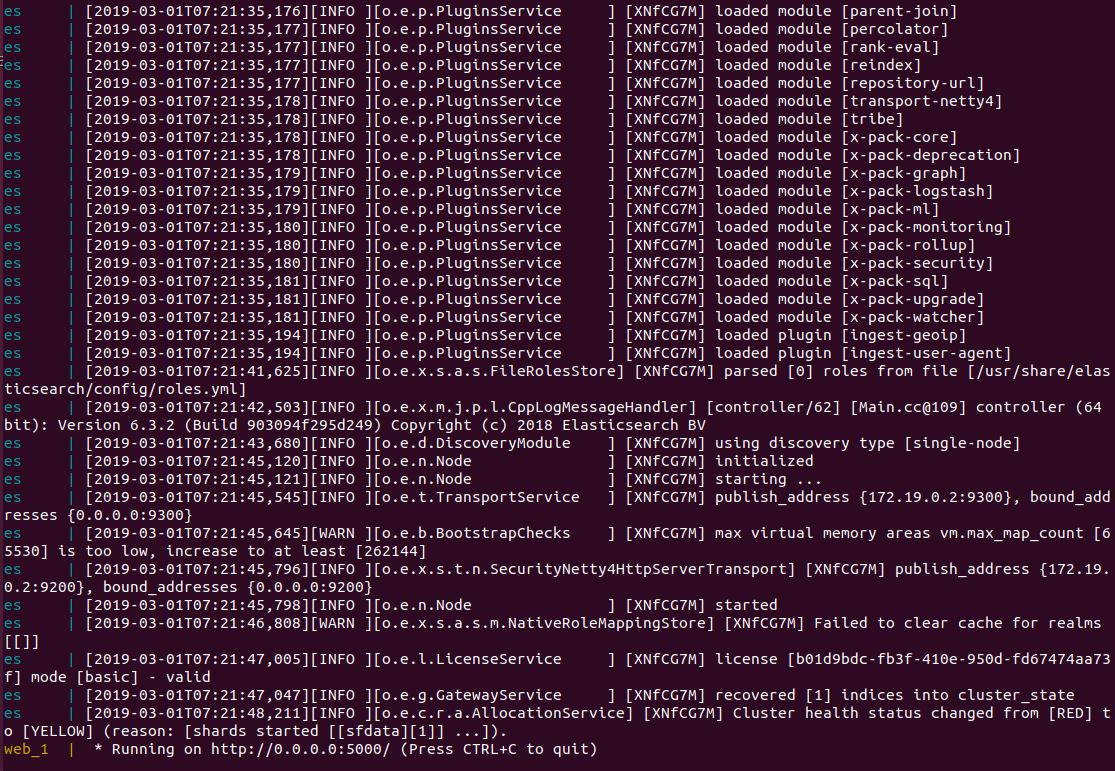 es      | [2019-03-01T07:21:35,176][INFO ][o.e.p.PluginsService     ] [XNfCG7M] loaded module [parent-join]
es      | [2019-03-01T07:21:35,177][INFO ][o.e.p.PluginsService     ] [XNfCG7M] loaded module [percolator]
es      | [2019-03-01T07:21:35,177][INFO ][o.e.p.PluginsService     ] [XNfCG7M] loaded module [rank-eval]
es      | [2019-03-01T07:21:35,177][INFO ][o.e.p.PluginsService     ] [XNfCG7M] loaded module [reindex]
es      | [2019-03-01T07:21:35,177][INFO ][o.e.p.PluginsService     ] [XNfCG7M] loaded module [repository-url]
es      | [2019-03-01T07:21:35,178][INFO ][o.e.p.PluginsService     ] [XNfCG7M] loaded module [transport-netty4]
es      | [2019-03-01T07:21:35,178][INFO ][o.e.p.PluginsService     ] [XNfCG7M] loaded module [tribe]
es      | [2019-03-01T07:21:35,178][INFO ][o.e.p.PluginsService     ] [XNfCG7M] loaded module [x-pack-core]
es      | [2019-03-01T07:21:35,178][INFO ][o.e.p.PluginsService     ] [XNfCG7M] loaded module [x-pack-deprecation]
es      | [2019-03-01T07:21:35,179][INFO ][o.e.p.PluginsService     ] [XNfCG7M] loaded module [x-pack-graph]
es      | [2019-03-01T07:21:35,179][INFO ][o.e.p.PluginsService     ] [XNfCG7M] loaded module [x-pack-logstash]
es      | [2019-03-01T07:21:35,179][INFO ][o.e.p.PluginsService     ] [XNfCG7M] loaded module [x-pack-ml]
es      | [2019-03-01T07:21:35,180][INFO ][o.e.p.PluginsService     ] [XNfCG7M] loaded module [x-pack-monitoring]
es      | [2019-03-01T07:21:35,180][INFO ][o.e.p.PluginsService     ] [XNfCG7M] loaded module [x-pack-rollup]
es      | [2019-03-01T07:21:35,180][INFO ][o.e.p.PluginsService     ] [XNfCG7M] loaded module [x-pack-security]
es      | [2019-03-01T07:21:35,181][INFO ][o.e.p.PluginsService     ] [XNfCG7M] loaded module [x-pack-sql]
es      | [2019-03-01T07:21:35,181][INFO ][o.e.p.PluginsService     ] [XNfCG7M] loaded module [x-pack-upgrade]
es      | [2019-03-01T07:21:35,181][INFO ][o.e.p.PluginsService     ] [XNfCG7M] loaded module [x-pack-watcher]
es      | [2019-03-01T07:21:35,194][INFO ][o.e.p.PluginsService     ] [XNfCG7M] loaded plugin [ingest-geoip]
es      | [2019-03-01T07:21:35,194][INFO ][o.e.p.PluginsService     ] [XNfCG7M] loaded plugin [ingest-user-agent]
es      | [2019-03-01T07:21:41,625][INFO ][o.e.x.s.a.s.FileRolesStore] [XNfCG7M] parsed [0] roles from file [/usr/share/elas
ticsearch/config/roles.yml]
es      | [2019-03-01T07:21:42,503][INFO ][o.e.x.m.j.p.l.CppLogMessageHandler] [controller/62] [Main.cc@109] controller (64
bit): Version 6.3.2 (Build 903094f295d249) Copyright (c) 2018 Elasticsearch BV
es      | [2019-03-01T07:21:43,680][INFO ][o.e.d.DiscoveryModule    ] [XNfCG7M] using discovery type [single-node]
es      | [2019-03-01T07:21:45,120][INFO ][o.e.n.Node               ] [XNfCG7M] initialized
es      | [2019-03-01T07:21:45,121][INFO ][o.e.n.Node               ] [XNfCG7M] starting ...
es      | [2019-03-01T07:21:45,545][INFO ][o.e.t.TransportService   ] [XNfCG7M] publish_address {172.19.0.2:9300}, bound_add
resses {0.0.0.0:9300}
es      | [2019-03-01T07:21:45,645][WARN ][o.e.b.BootstrapChecks    ] [XNfCG7M] max virtual memory areas vm.max_map_count [6
5530] is too low, increase to at least [262144]
es      | [2019-03-01T07:21:45,796][INFO ][o.e.x.s.t.n.SecurityNetty4HttpServerTransport] [XNfCG7M] publish_address {172.19.
0.2:9200}, bound_addresses {0.0.0.0:9200}
es      | [2019-03-01T07:21:45,798][INFO ][o.e.n.Node               ] [XNfCG7M] started
es      | [2019-03-01T07:21:46,808][WARN ][o.e.x.s.a.s.m.NativeRoleMappingStore] [XNfCG7M] Failed to clear cache for realms
[[]]
es      | [2019-03-01T07:21:47,005][INFO ][o.e.l.LicenseService     ] [XNfCG7M] license [b01d9bdc-fb3f-410e-950d-fd67474aa73
f] mode [basic] - valid
es      | [2019-03-01T07:21:47,047][INFO ][o.e.g.GatewayService     ] [XNfCG7M] recovered [1] indices into cluster_state
es      | [2019-03-01T07:21:48,211][INFO ][o.e.c.r.a.AllocationService] [XNfCG7M] Cluster health status changed from [RED] t
o [YELLOW] (reason: [shards started [[sfdata][1]] ...]).
web_1   |  * Running on http://0.0.0.0:5000/ (Press CTRL+C to quit)